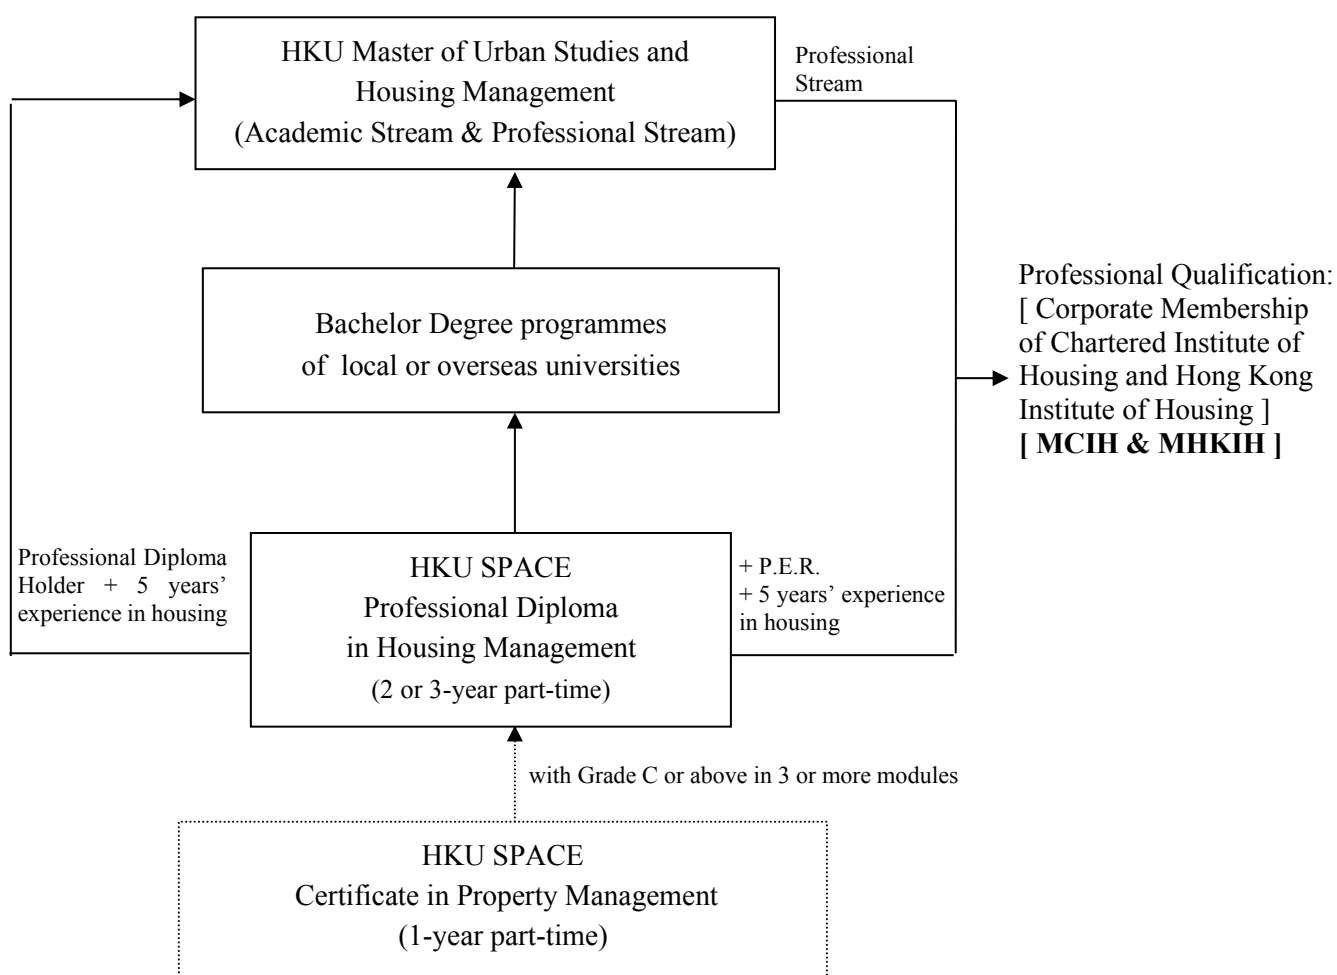 HKU Master of Urban Studies and
Housing Management
(Academic Stream & Professional Stream)
Professional
Stream
Bachelor Degree programmes
of local or overseas universities
Professional Qualification:
[ Corporate Membership
of Chartered Institute of
Housing and Hong Kong
Institute of Housing ]
[ MCIH & MHKIH ]
Professional Diploma
Holder + 5 years’
experience in housing
HKU SPACE
Professional Diploma
in Housing Management
(2 or 3-year part-time)
+ P.E.R.
+ 5 years’ experience
in housing
with Grade C or above in 3 or more modules
HKU SPACE
Certificate in Property Management
(1-year part-time)